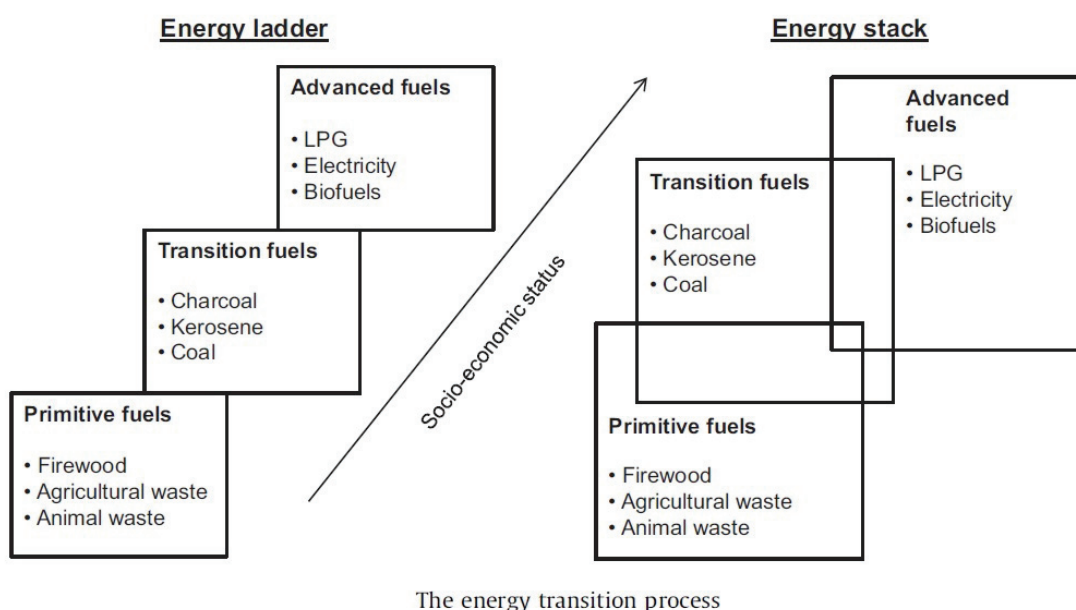 Energy ladder
Advanced fuels
• LPG
• Electricity
• Biofuels
Transition fuels
• Charcoal
• Kerosene
• Coal
Primitive fuels
• Firewood
• Agricultural waste
• Animal waste
Socio-economic status
Energy stack
Advanced
fuels
• LPG
• Electricity
• Biofuels
Transition fuels
• Charcoal
• Kerosene
• Coal
Primitive fuels
• Firewood
• Agricultural waste
• Animal waste
The energy transition process